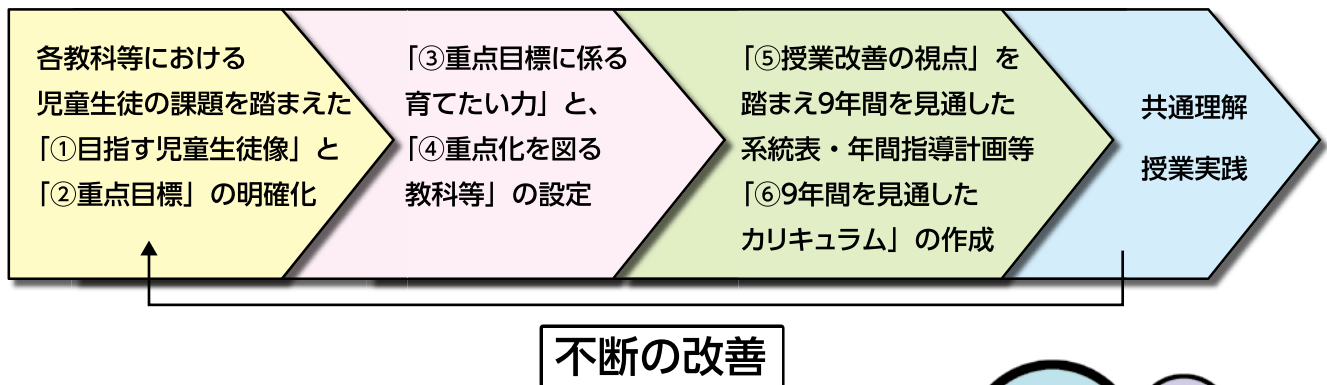 各教科等における
児童生徒の課題を踏まえた
「①目指す児童生徒像」と
「②重点目標」の明確化
「③重点目標に係る
育てたい力」と、
「④重点化を図る
教科等」の設定
「⑤授業改善の視点」を
踏まえ9年間を見通した
系統表・年間指導計画等
「⑥9年間を見通した
カリキュラム」の作成
共通理解
授業実践
不断の改善